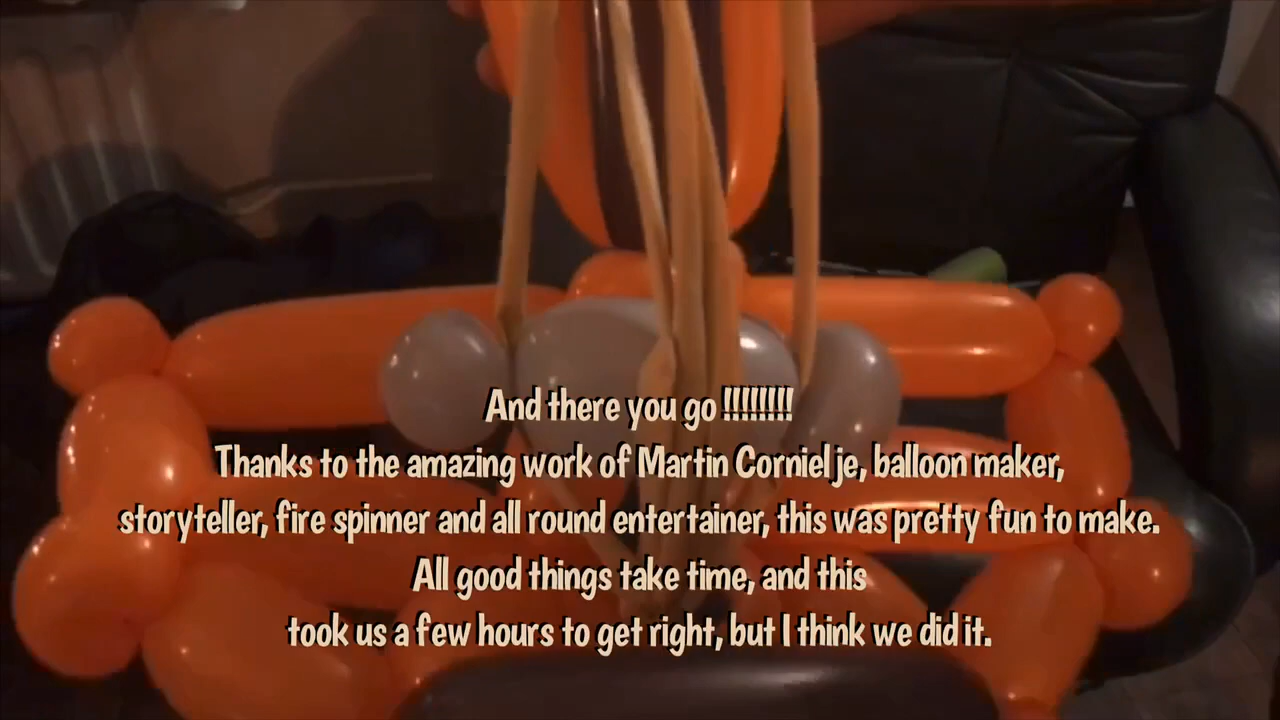 And there you go !!!!!!!!
Thanks to the amazing work of Martin Cornielje, balloon maker,
storyteller, fire spinner and all round entertainer, this was pretty fun to make.
All good things take time, and this
took us a few hours to get right, but I think we did it.